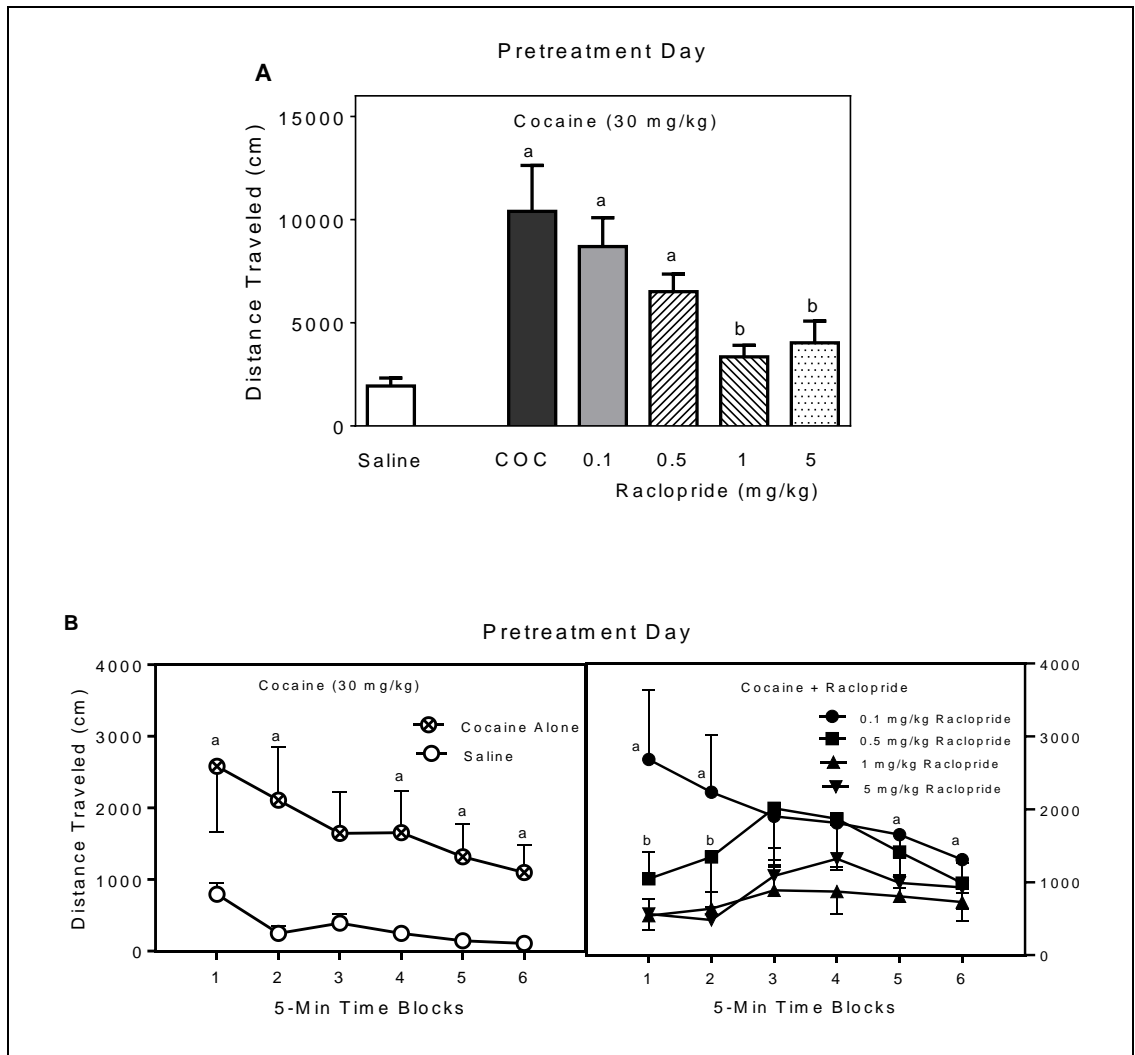 Pretreatment Day
A
Cocaine (30 mg/kg)
Distance Traveled (cm)
15000
10000
5000
0
a
a
a
b
b
Saline COC 0.1 0.5 1 5
Raclopride (mg/kg)
B
Pretreatment Day
Distance Traveled (cm)
4000
3000
2000
1000
0
Cocaine (30 mg/kg)
Cocaine Alone
Saline
a
a
a
a
a
1 2 3 4 5 6
5-Min Time Blocks
Cocaine + Raclopride
0.1 mg/kg Raclopride
0.5 mg/kg Raclopride
1 mg/kg Raclopride
5 mg/kg Raclopride
a
a
b
b
a
a
4000
3000
2000
1000
0
1 2 3 4 5 6
5-Min Time Blocks